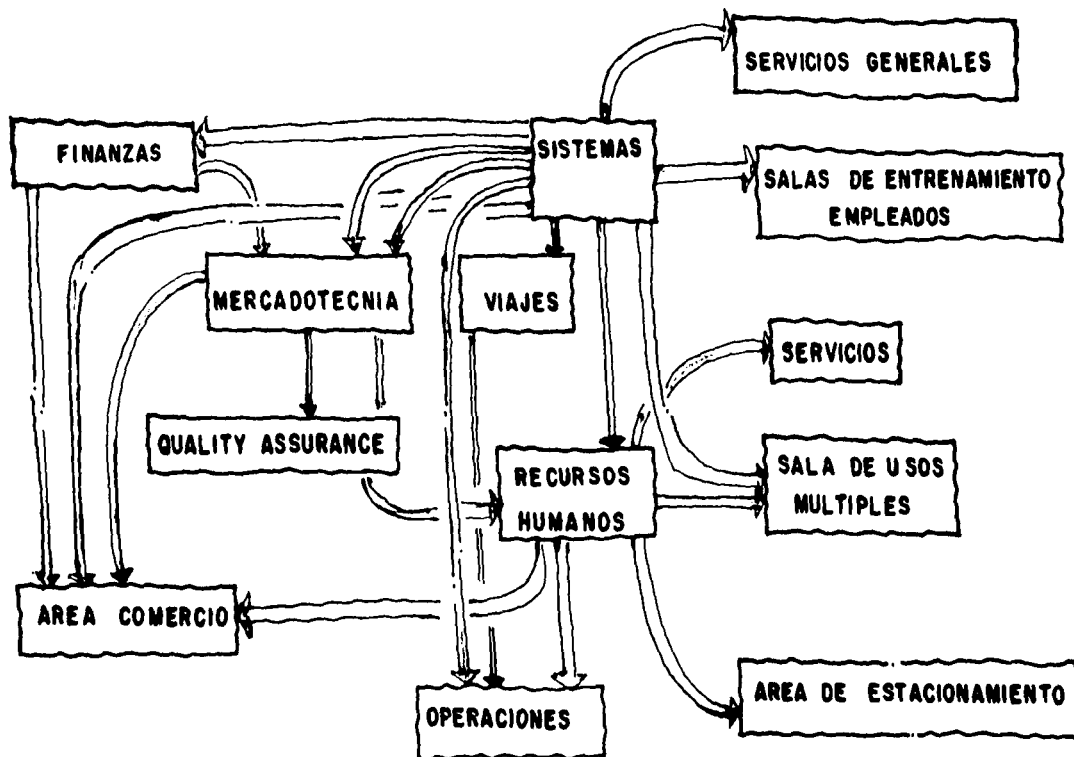 SERVICIOS GENERALES
FINANZAS
SISTEMAS
SALAS DE ENTRENAMIENTO
EMPLEADOS
MERCADOTECNIA
VIAJES
SERVICIOS
QUALITY ASSURANCE
RECURSOS
HUMANOS
SALA DE USOS
MULTIPLES
AREA COMERCIO
AREA DE ESTACIONAMIENTO
OPERACIONES